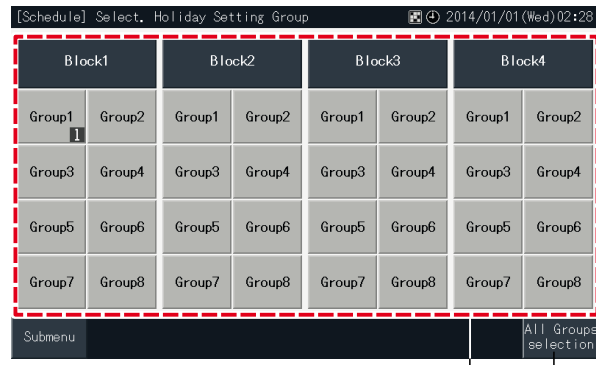 [Schedule] Select. Holiday Setting Group 2014/01/01(Wed)02:28
Block1 Block2 Block3 Block4
Group1 Group2 Group1 Group2 Group1 Group2 Group1 Group2
1
Group3 Group4 Group3 Group4 Group3 Group4 Group3 Group4
Group5 Group6 Group5 Group6 Group5 Group6 Group5 Group6
Group7 Group8 Group7 Group8 Group7 Group8 Group7 Group8
Submenu
All Groups
selection